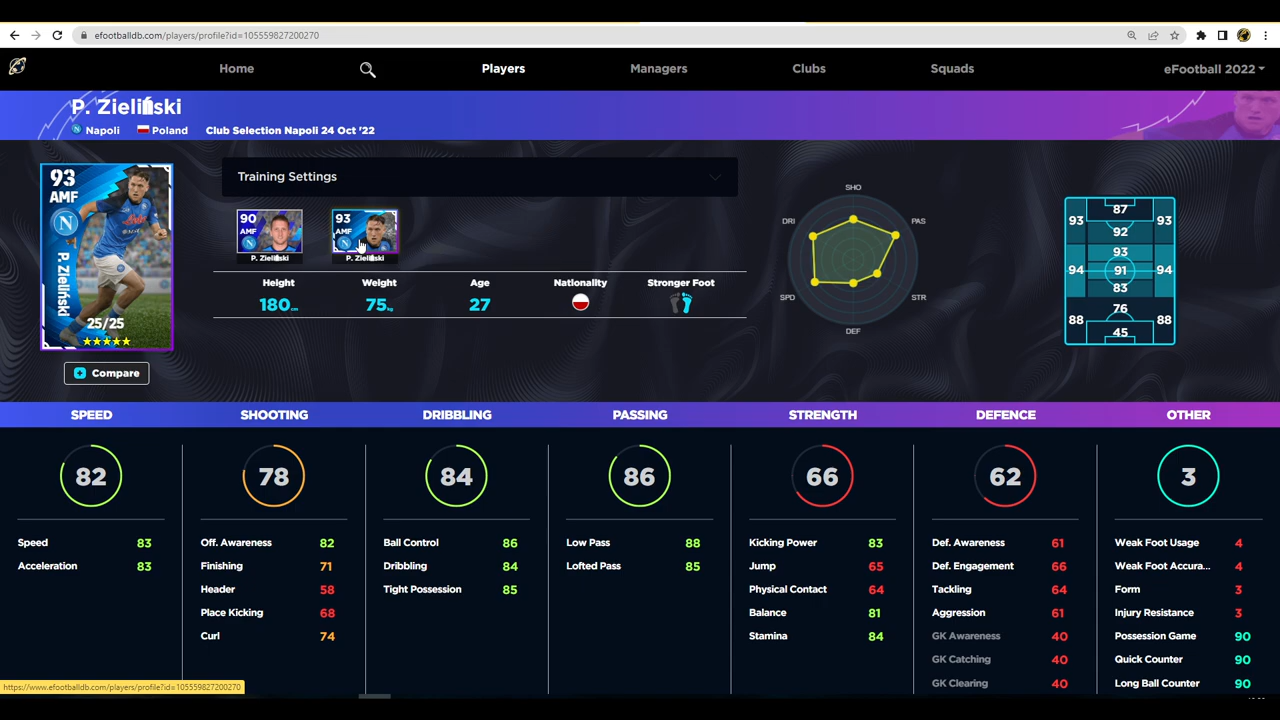 efootballdb.com/players/profile?id=105559827200270
Home
Players
Managers
Clubs
Squads
eFootball 2022
P. Zieliński
Napoli
Poland
Club Selection Napoli 24 Oct '22
93
AMF
P. Zieliński
25/25
Compare
Training Settings
90
AMF
P. Zieliński
93
AMF
P. Zieliński
Height
180cm
Weight
75kg
Age
27
Nationality
Stronger Foot
SHO
PAS
STR
DEF
SPD
DRI
87
93 93
92
93
94 91 94
83
76
88 88
45
SPEED
82
Speed 83
Acceleration 83
SHOOTING
78
Off. Awareness 82
Finishing 71
Header 58
Place Kicking 68
Curl 74
DRIBBLING
84
Ball Control 86
Dribbling 84
Tight Possession 85
PASSING
86
Low Pass 88
Lofted Pass 85
STRENGTH
66
Kicking Power 83
Jump 65
Physical Contact 64
Balance 81
Stamina 84
DEFENCE
62
Def. Awareness 61
Def. Engagement 66
Tackling 64
Aggression 61
GK Awareness 40
GK Catching 40
GK Clearing 40
OTHER
3
Weak Foot Usage 4
Weak Foot Accura... 4
Form 3
Injury Resistance 3
Possession Game 90
Quick Counter 90
Long Ball Counter 90
https://www.efootballdb.com/players/profile?id=105559827200270